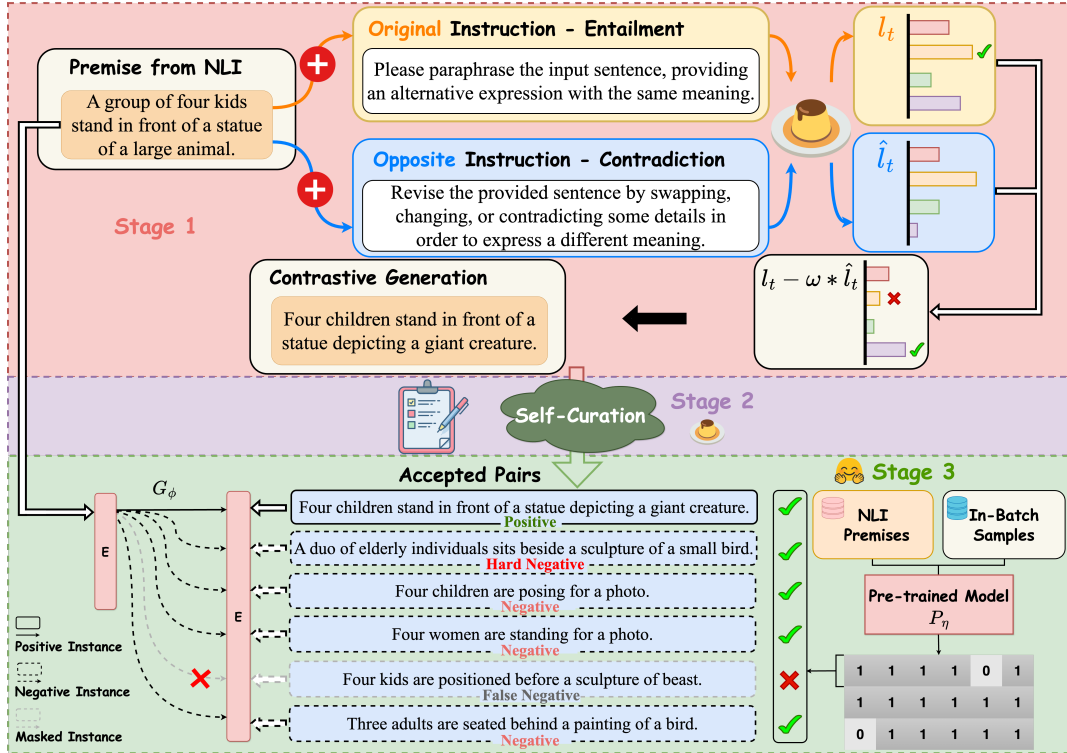 Original Instruction - Entailment
Please paraphrase the input sentence, providing
an alternative expression with the same meaning.
Premise from NLI
A group of four kids
stand in front of a statue
of a large animal.
Opposite Instruction - Contradiction
Revise the provided sentence by swapping,
changing, or contradicting some details in
order to express a different meaning.
l_t
\hat{l}_t
Stage 1
Contrastive Generation
Four children stand in front of a
statue depicting a giant creature.
l_t − ω * \hat{l}_t
Self-Curation
Stage 2
Accepted Pairs
Stage 3
G_ϕ
E
E
Four children stand in front of a statue depicting a giant creature.
Positive
A duo of elderly individuals sits beside a sculpture of a small bird.
Hard Negative
Four children are posing for a photo.
Negative
Four women are standing for a photo.
Negative
Four kids are positioned before a sculpture of beast.
False Negative
Three adults are seated behind a painting of a bird.
Negative
Positive Instance
Negative Instance
Masked Instance
NLI
Premises
In-Batch
Samples
Pre-trained Model
P_η
1 1 1 1 0 1
1 1 1 1 1 1
0 1 1 1 1 1